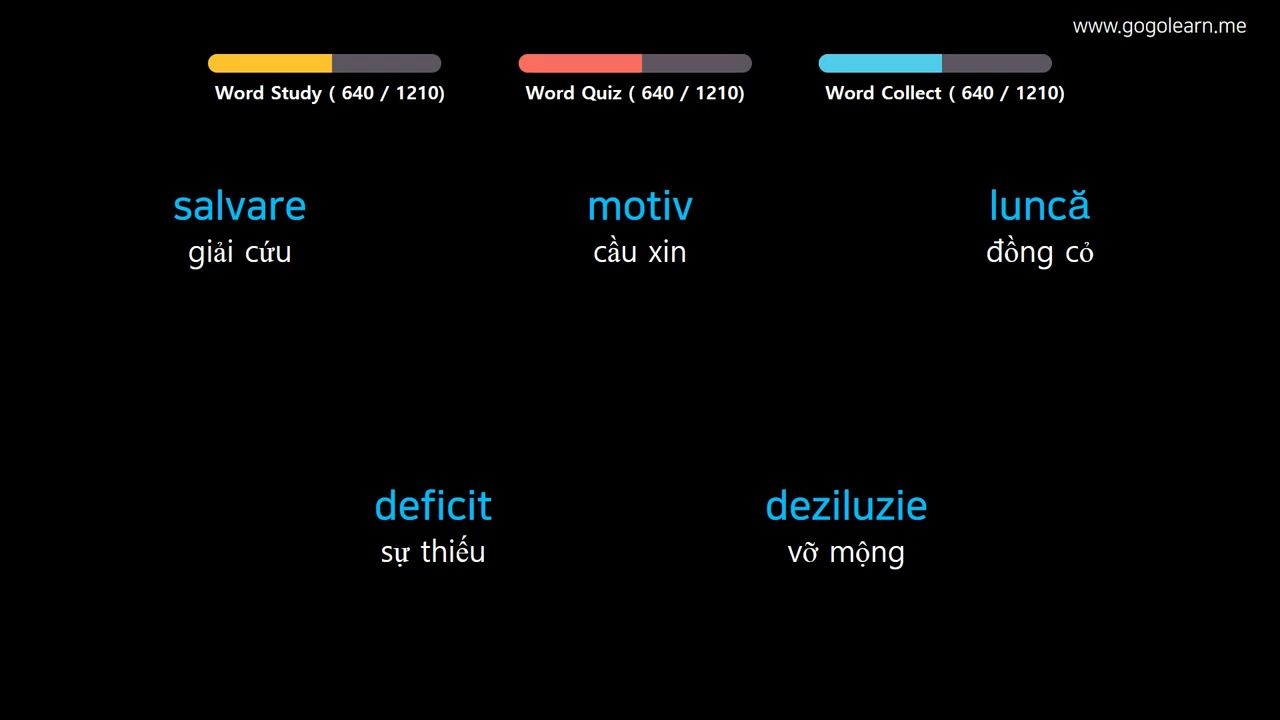 www.gogolearn.me
Word Study ( 640 / 1210)
Word Quiz ( 640 / 1210)
Word Collect ( 640 / 1210)
salvare
giải cứu
motiv
cầu xin
luncă
đồng cỏ
deficit
sự thiếu
deziluzie
vỡ mộng